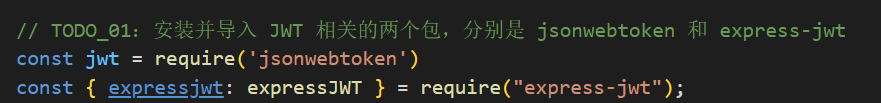 // TODO_01：安装并导入 JWT 相关的两个包，分别是 jsonwebtoken 和 express-jwt
const jwt = require('jsonwebtoken')
const { expressjwt: expressJWT } = require("express-jwt");